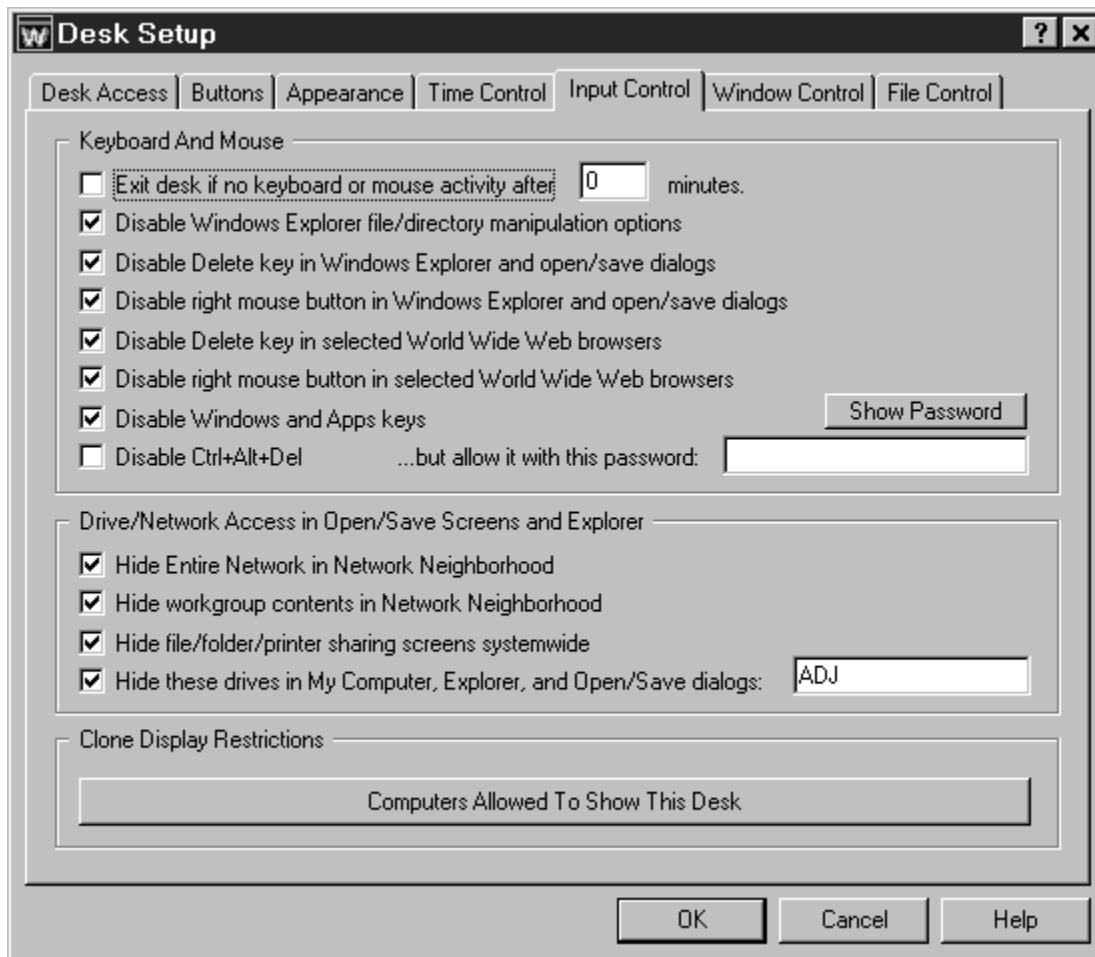 Desk Setup
Desk Access Buttons Appearance Time Control Input Control Window Control File Control
Keyboard And Mouse
Exit desk if no keyboard or mouse activity after 0 minutes.
Disable Windows Explorer file/directory manipulation options
Disable Delete key in Windows Explorer and open/save dialogs
Disable right mouse button in Windows Explorer and open/save dialogs
Disable Delete key in selected World Wide Web browsers
Disable right mouse button in selected World Wide Web browsers
Disable Windows and Apps keys Show Password
Disable Ctrl+Alt+Del ...but allow it with this password:
Drive/Network Access in Open/Save Screens and Explorer
Hide Entire Network in Network Neighborhood
Hide workgroup contents in Network Neighborhood
Hide file/folder/printer sharing screens systemwide
Hide these drives in My Computer, Explorer, and Open/Save dialogs: ADJ
Clone Display Restrictions
Computers Allowed To Show This Desk
OK Cancel Help